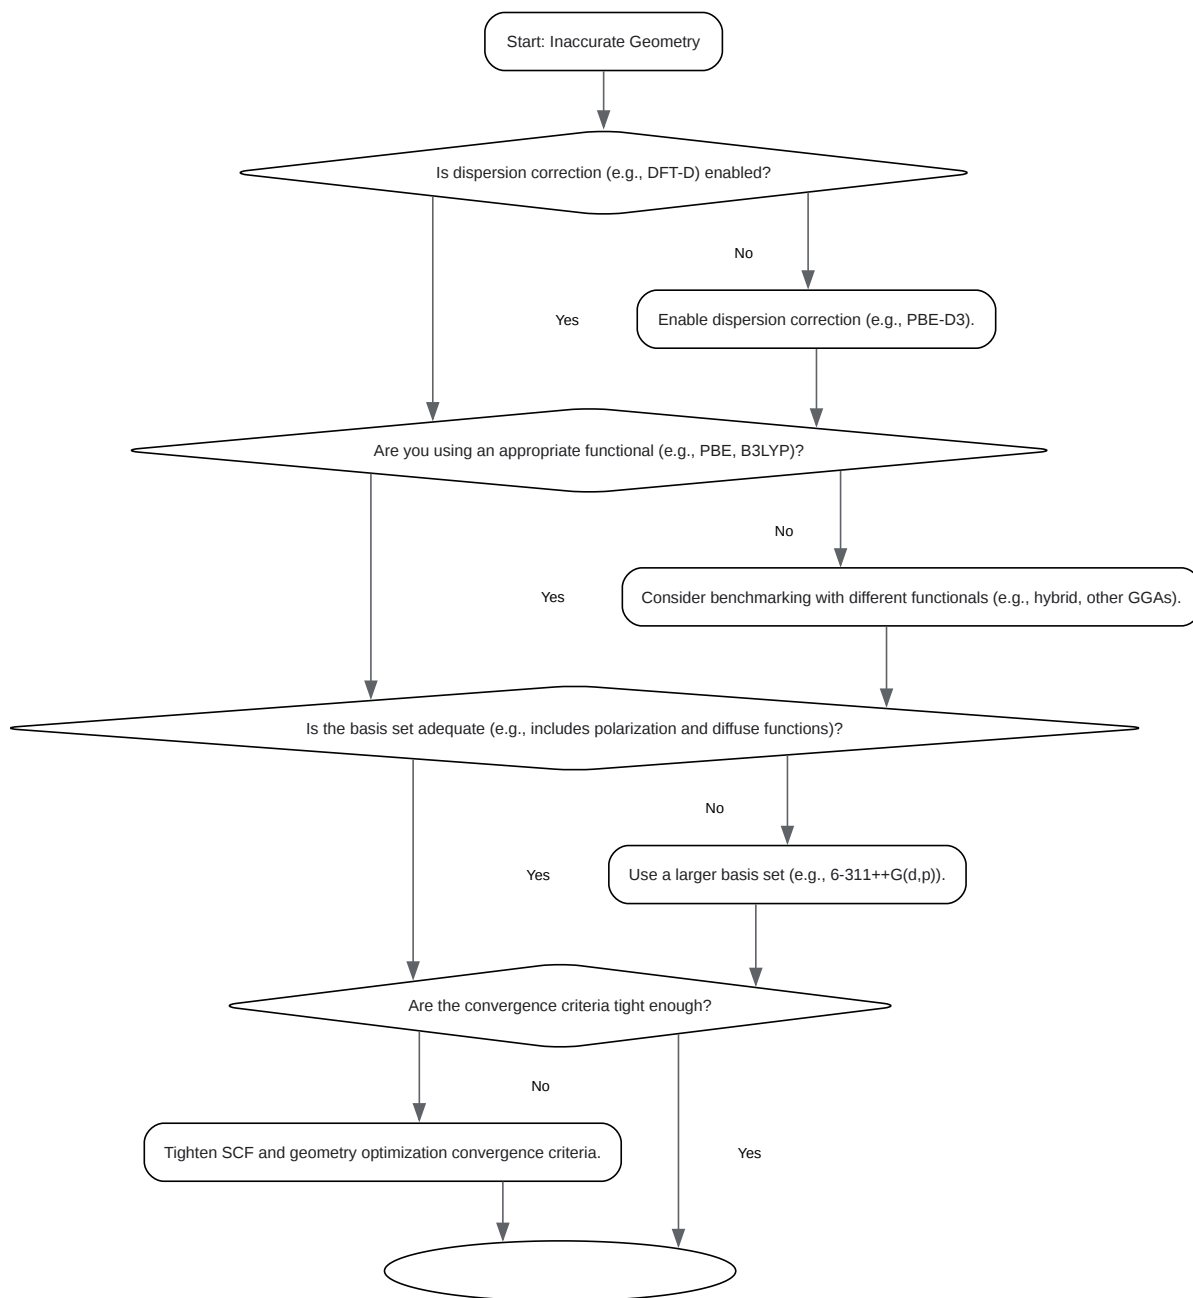 Start: Inaccurate Geometry
Is dispersion correction (e.g., DFT-D) enabled?
No
Yes
Enable dispersion correction (e.g., PBE-D3).
Are you using an appropriate functional (e.g., PBE, B3LYP)?
No
Yes
Consider benchmarking with different functionals (e.g., hybrid, other GGAs).
Is the basis set adequate (e.g., includes polarization and diffuse functions)?
No
Yes
Use a larger basis set (e.g., 6-311++G(d,p)).
Are the convergence criteria tight enough?
No
Tighten SCF and geometry optimization convergence criteria.
Yes